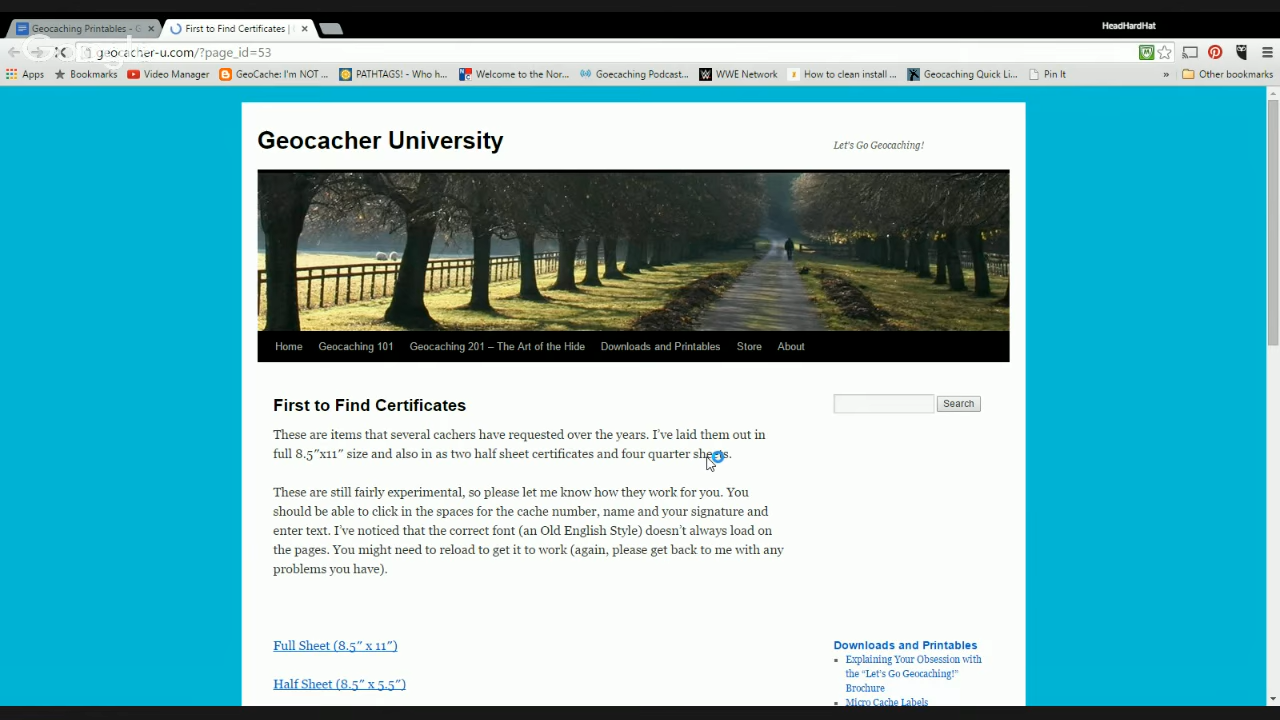 HeadHardHat
Geocaching Printables - G
First to Find Certificates |
geocacher-u.com/?page_id=53
Apps
Bookmarks
Video Manager
GeoCache: I'm NOT ...
PATHTAGS! - Who h...
Welcome to the Nor...
Goecaching Podcast...
WWE Network
How to clean install ...
Geocaching Quick Li...
Pin It
»
Other bookmarks
Geocacher University
Let's Go Geocaching!
Home
Geocaching 101
Geocaching 201 – The Art of the Hide
Downloads and Printables
Store
About
First to Find Certificates
Search
These are items that several cachers have requested over the years. I've laid them out in
full 8.5″x11″ size and also in as two half sheet certificates and four quarter sheets.
These are still fairly experimental, so please let me know how they work for you. You
should be able to click in the spaces for the cache number, name and your signature and
enter text. I've noticed that the correct font (an Old English Style) doesn't always load on
the pages. You might need to reload to get it to work (again, please get back to me with any
problems you have).
Full Sheet (8.5″ x 11″)
Half Sheet (8.5″ x 5.5″)
Downloads and Printables
Explaining Your Obsession with
the “Let's Go Geocaching!”
Brochure
Micro Cache Labels